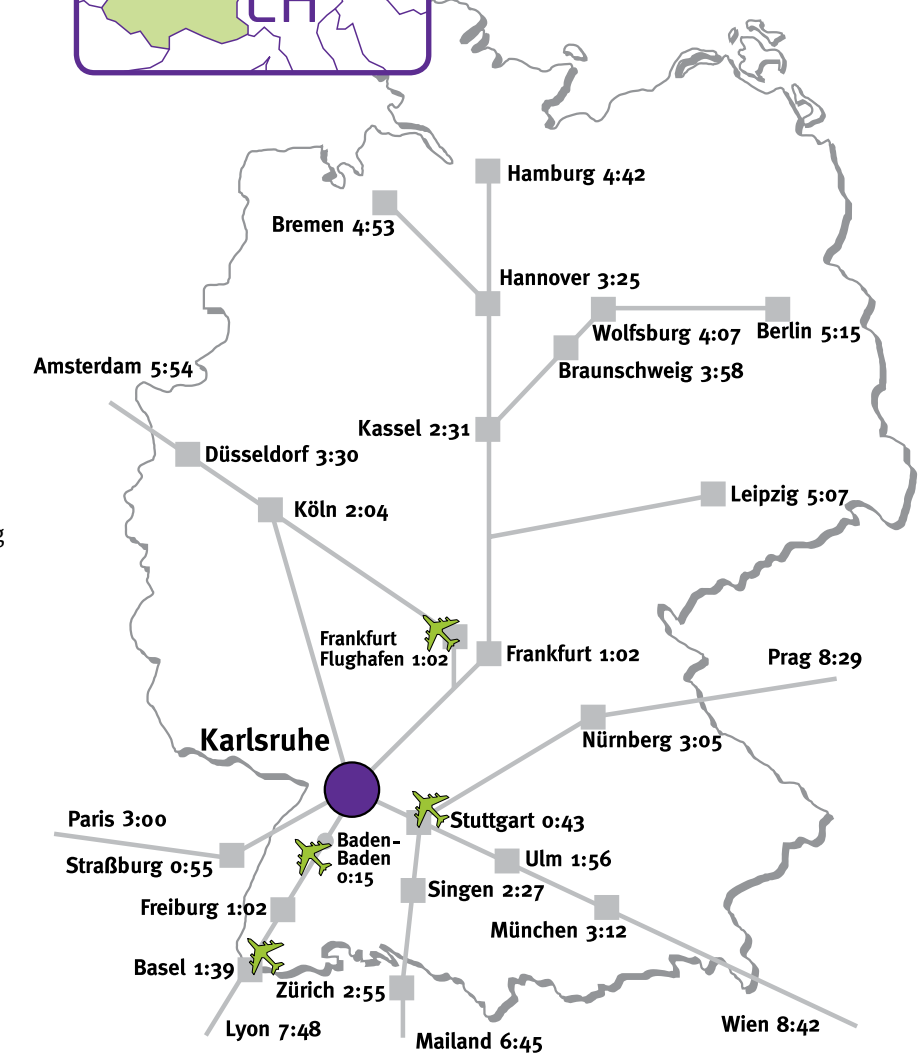 CH
Hamburg 4:42
Bremen 4:53
Hannover 3:25
Wolfsburg 4:07
Berlin 5:15
Amsterdam 5:54
Braunschweig 3:58
Kassel 2:31
Düsseldorf 3:30
Leipzig 5:07
Köln 2:04
g
Frankfurt
Flughafen 1:02
Frankfurt 1:02
Prag 8:29
Karlsruhe
Nürnberg 3:05
Paris 3:00
Stuttgart 0:43
Baden-
Baden
0:15
Straßburg 0:55
Ulm 1:56
Singen 2:27
Freiburg 1:02
München 3:12
Basel 1:39
Zürich 2:55
Lyon 7:48
Wien 8:42
Mailand 6:45